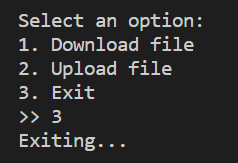 Select an option:
1. Download file
2. Upload file
3. Exit
>> 3
Exiting...